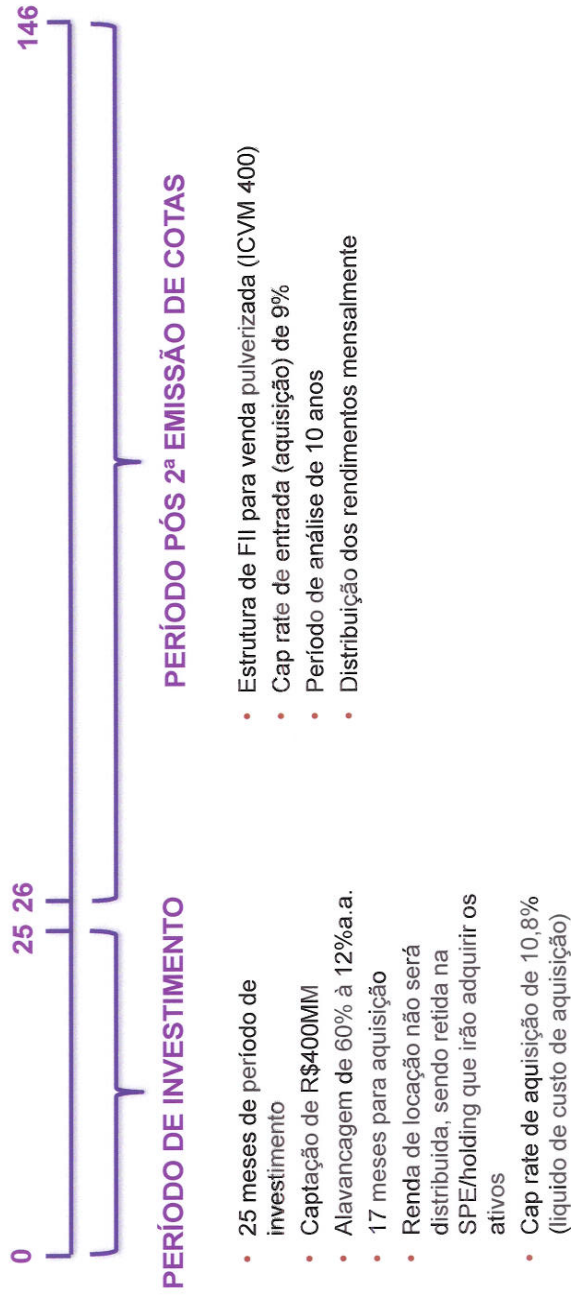 0
25 26
146
PERÍODO DE INVESTIMENTO
• 25 meses de período de
investimento
• Captação de R$400MM
• Alavancagem de 60% à 12%a.a.
• 17 meses para aquisição
• Renda de locação não será
distribuida, sendo retida na
SPE/holding que irão adquirir os
ativos
• Cap rate de aquisição de 10,8%
(liquido de custo de aquisição)
PERÍODO PÓS 2ª EMISSÃO DE COTAS
• Estrutura de FII para venda pulverizada (ICVM 400)
• Cap rate de entrada (aquisição) de 9%
• Período de análise de 10 anos
• Distribuição dos rendimentos mensalmente